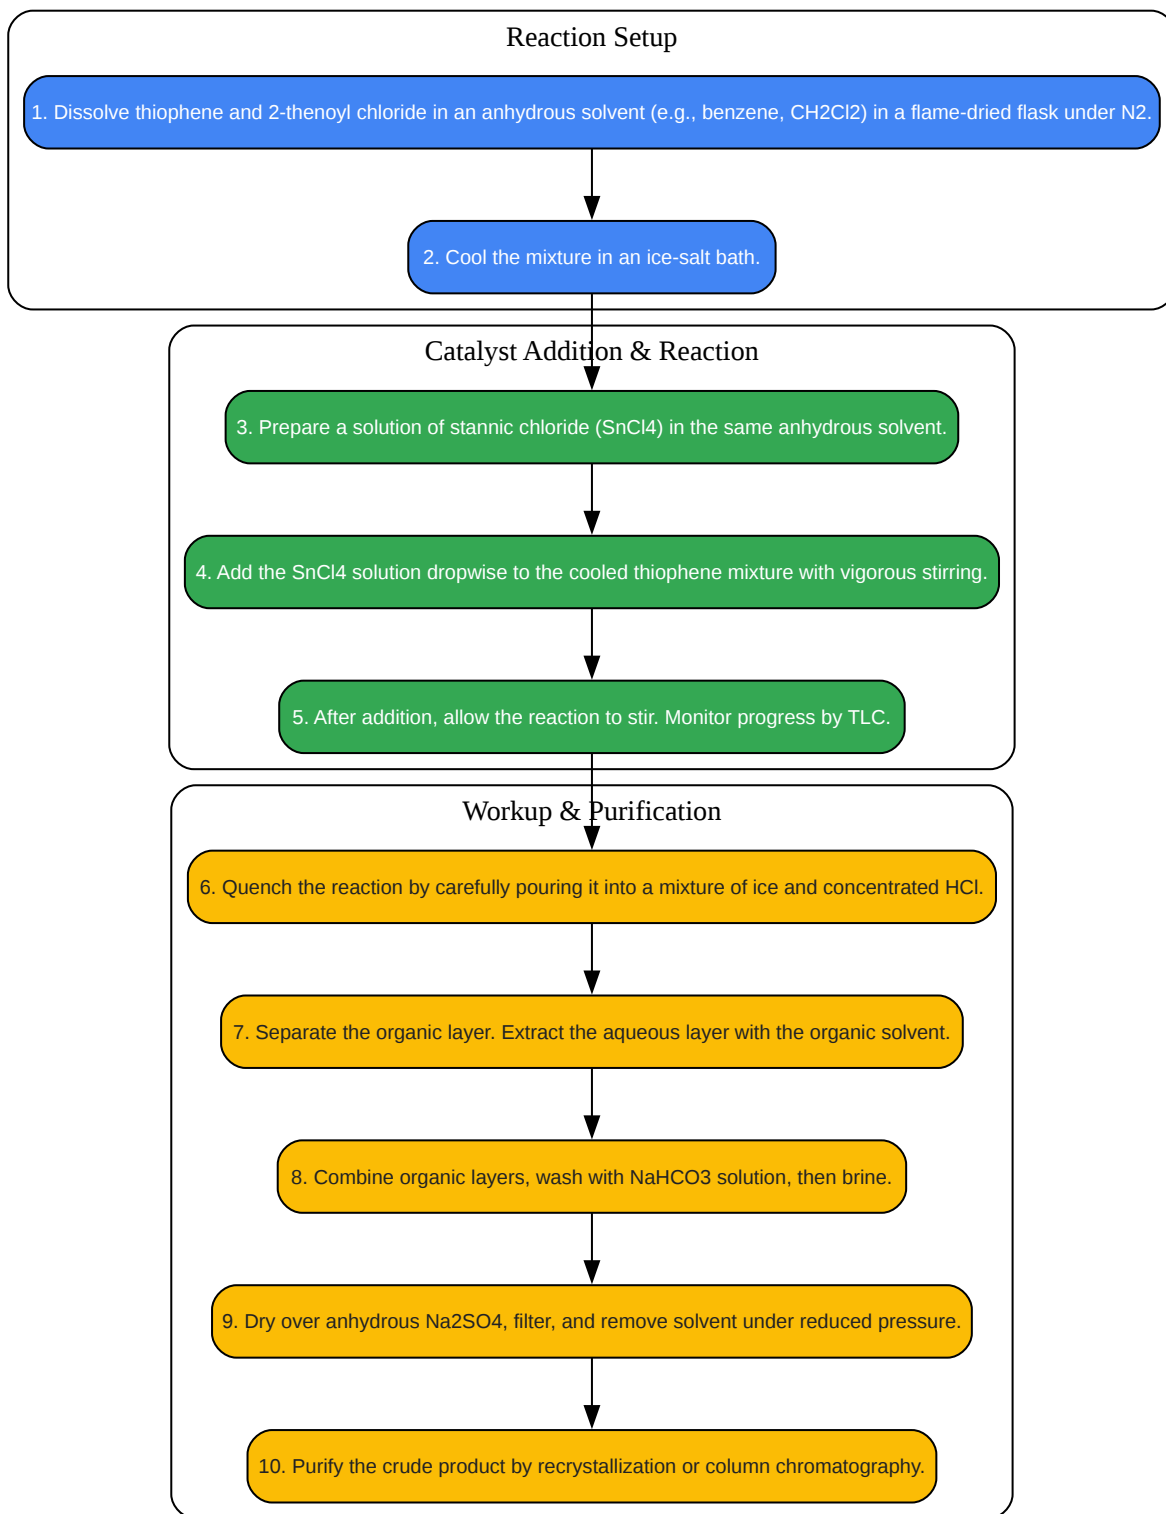 Reaction Setup
1. Dissolve thiophene and 2-thenoyl chloride in an anhydrous solvent (e.g., benzene, CH2Cl2) in a flame-dried flask under N2.
2. Cool the mixture in an ice-salt bath.
Catalyst Addition & Reaction
3. Prepare a solution of stannic chloride (SnCl4) in the same anhydrous solvent.
4. Add the SnCl4 solution dropwise to the cooled thiophene mixture with vigorous stirring.
5. After addition, allow the reaction to stir. Monitor progress by TLC.
Workup & Purification
6. Quench the reaction by carefully pouring it into a mixture of ice and concentrated HCl.
7. Separate the organic layer. Extract the aqueous layer with the organic solvent.
8. Combine organic layers, wash with NaHCO3 solution, then brine.
9. Dry over anhydrous Na2SO4, filter, and remove solvent under reduced pressure.
10. Purify the crude product by recrystallization or column chromatography.